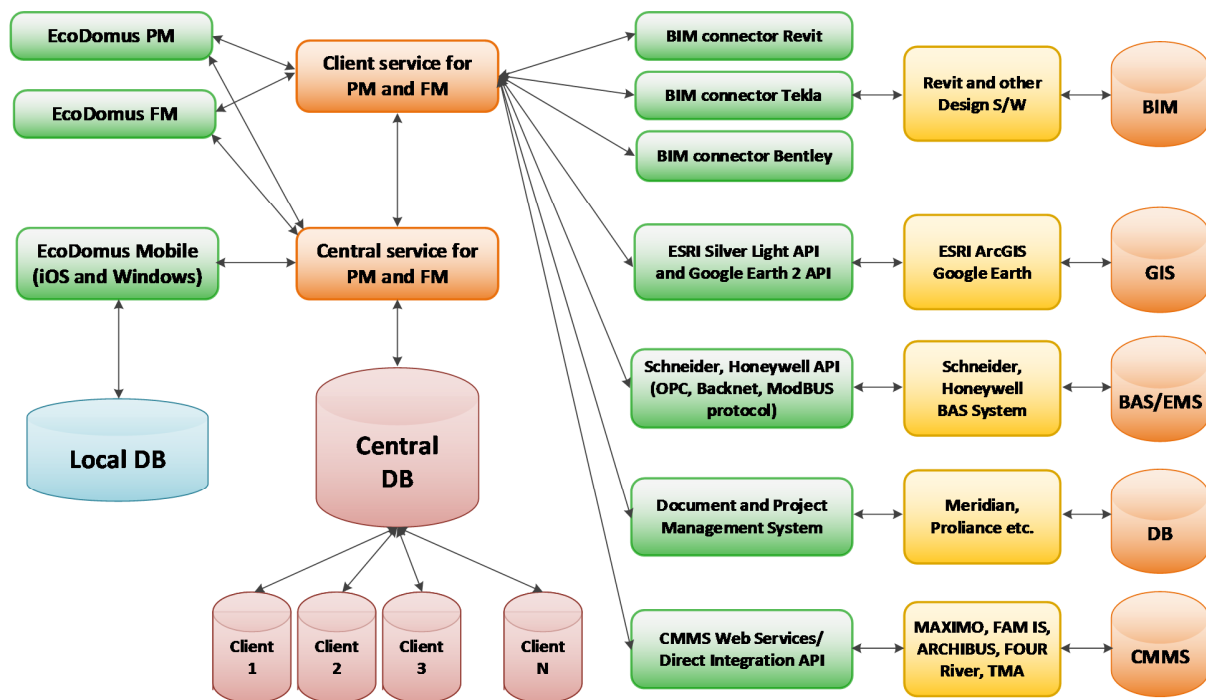 EcoDomus PM
EcoDomus FM
Client service for
PM and FM
EcoDomus Mobile
(iOS and Windows)
Central service for
PM and FM
Local DB
Central
DB
Client
1
Client
2
Client
3
Client
N
BIM connector Revit
BIM connector Tekla
BIM connector Bentley
Revit and other
Design S/W
BIM
ESRI Silver Light API
and Google Earth 2 API
ESRI ArcGIS
Google Earth
GIS
Schneider, Honeywell API
(OPC, Backnet, ModBUS
protocol)
Schneider,
Honeywell
BAS System
BAS/EMS
Document and Project
Management System
Meridian,
Proliance etc.
DB
CMMS Web Services/
Direct Integration API
MAXIMO, FAM IS,
ARCHIBUS, FOUR
River, TMA
CMMS